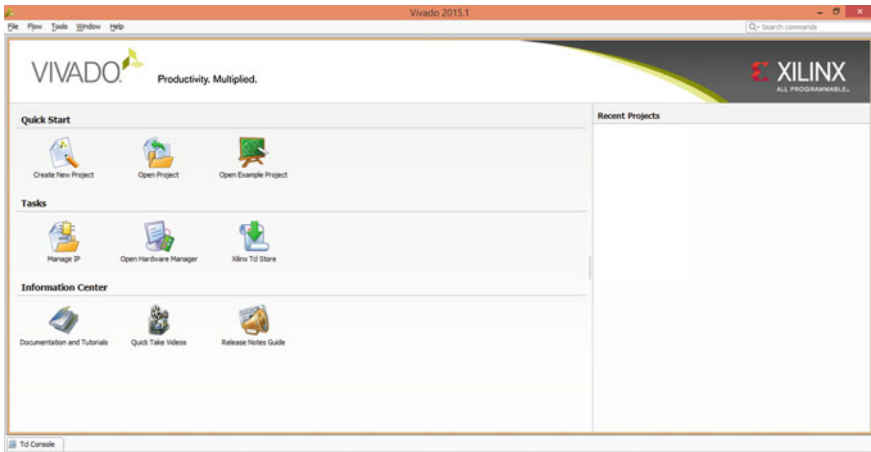 Vivado 2015.1
File Flow Tools Window Help
Search commands
VIVADO. Productivity. Multiplied.
XILINX
ALL PROGRAMMABLE.
Quick Start
Recent Projects
Create New Project
Open Project
Open Example Project
Tasks
Manage IP
Open Hardware Manager
Xilinx Tcl Store
Information Center
Documentation and Tutorials
Quick Take Videos
Release Notes Guide
Tcl Console